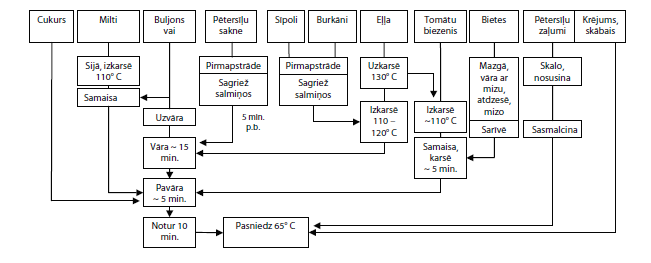 Cukurs
Milti
Buljons
vai
Pētersīļu
sakne
Sīpoli
Burkāni
Eļļa
Tomātu
biezenis
Bietes
Pētersīļu
zaļumi
Krējums,
skābais
Sijā, izkarsē
110° C
Samaisa
Uzvāra
Vāra ~ 15
min.
Pavāra
~ 5 min.
Notur 10
min.
Pirmapstrāde
Sagriež
salmiņos
5 min.
p.b.
Pirmapstrāde
Sagriež
salmiņos
Uzkarsē
130° C
Izkarsē
110 –
120° C
Izkarsē
~110° C
Samaisa,
karsē
~ 5 min.
Mazgā,
vāra ar
mizu,
atdzesē,
mizo
Sarīvē
Skalo,
nosusina
Sasmalcina
Pasniedz 65° C